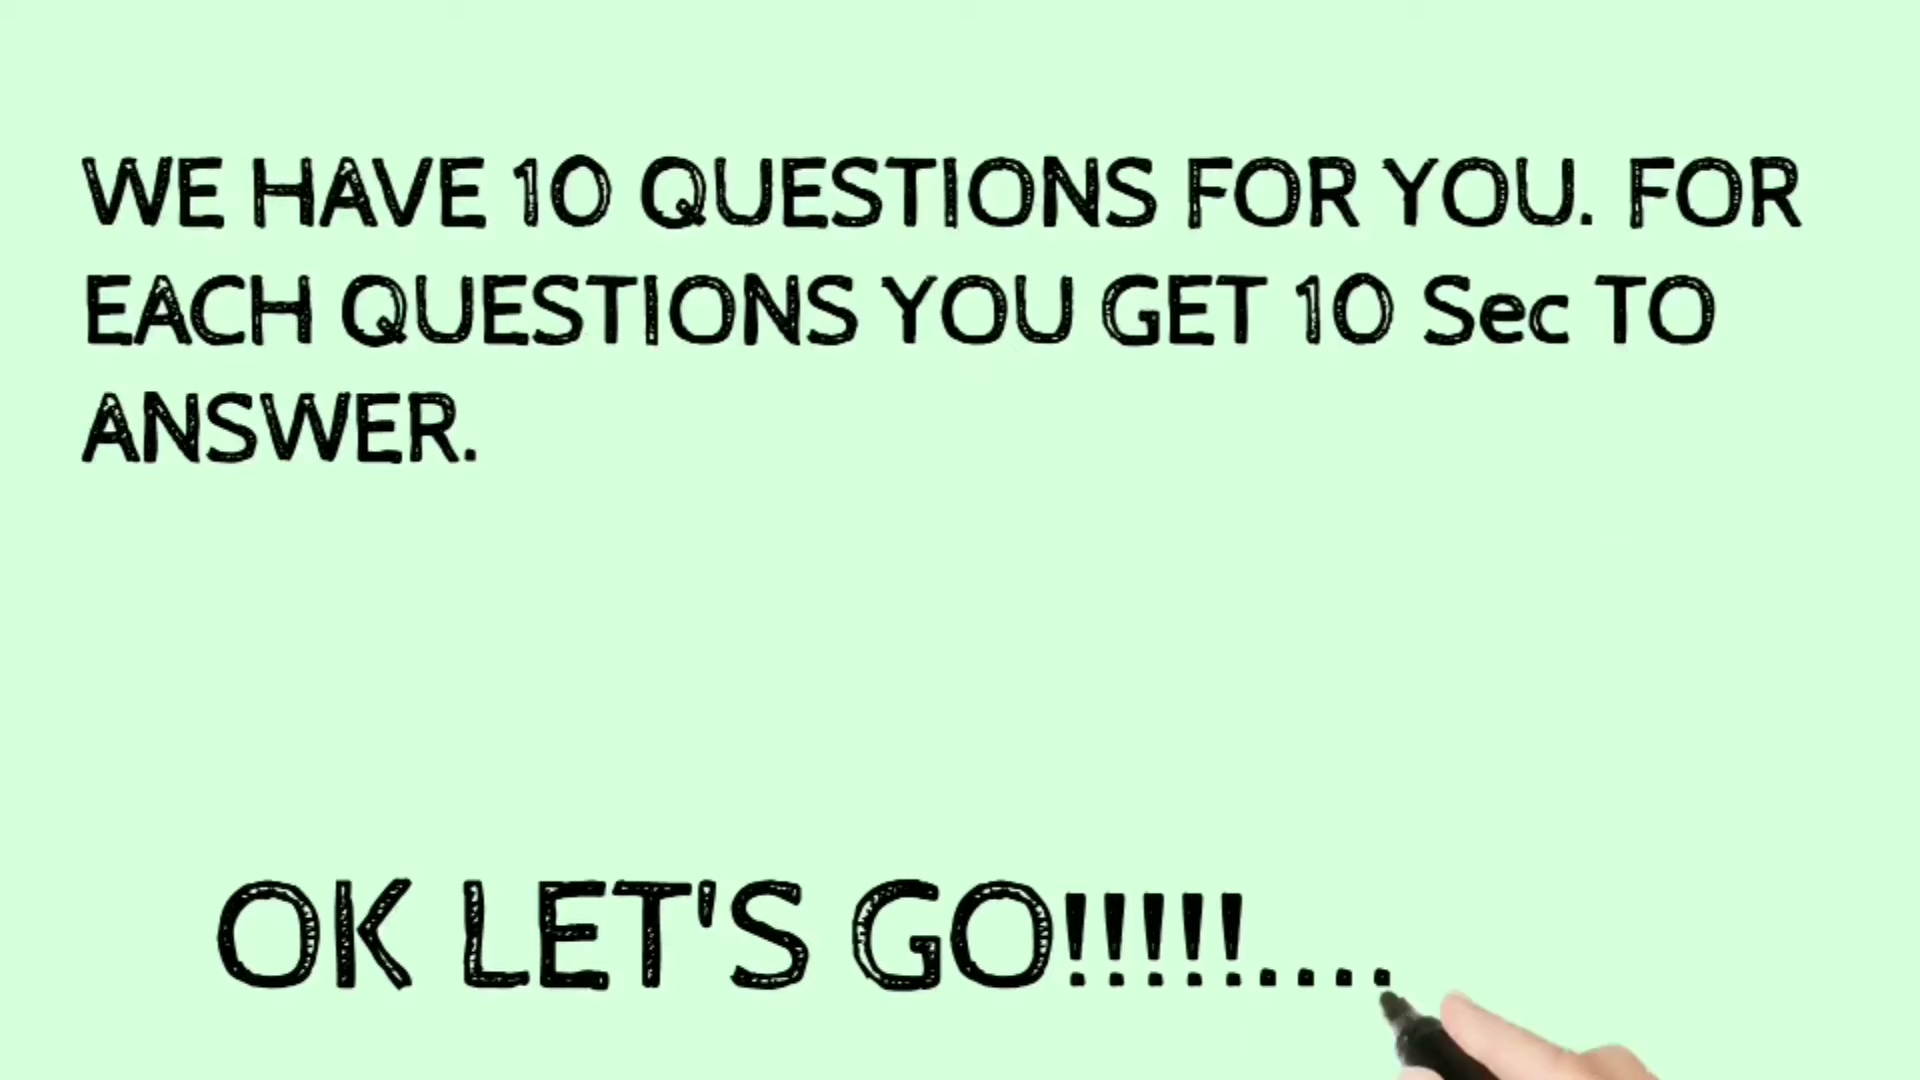 WE HAVE 10 QUESTIONS FOR YOU. FOR
EACH QUESTIONS YOU GET 10 Sec TO
ANSWER.
OK LET'S GO!!!!!....